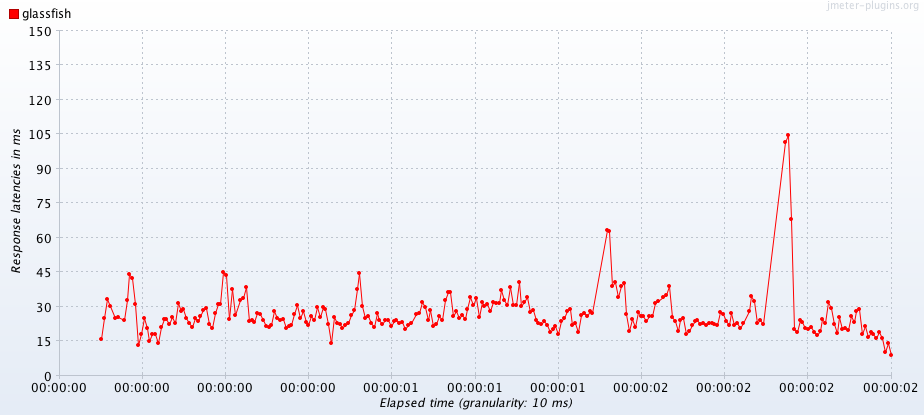 jmeter-plugins.org
glassfish
150
135
120
105
90
75
60
45
30
15
0
Response latencies in ms
00:00:00 00:00:00 00:00:00 00:00:00 00:00:01 00:00:01 00:00:01 00:00:02 00:00:02 00:00:02 00:00:02
Elapsed time (granularity: 10 ms)